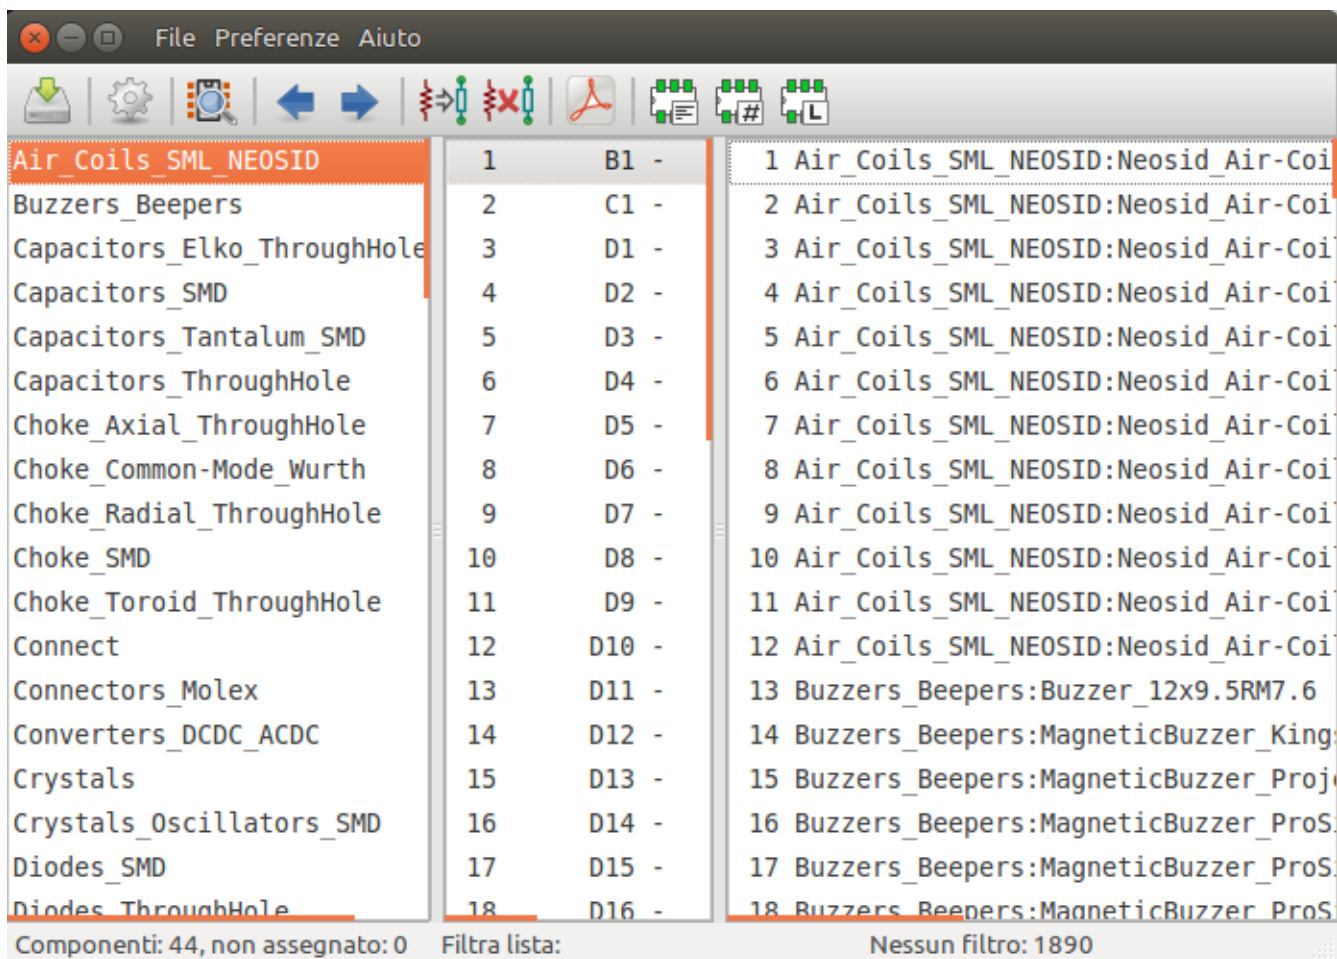 File Preferenze Aiuto
Air_Coils_SML_NEOSID
Buzzers_Beepers
Capacitors_Elko_ThroughHole
Capacitors_SMD
Capacitors_Tantalum_SMD
Capacitors_ThroughHole
Choke_Axial_ThroughHole
Choke_Common-Mode_Wurth
Choke_Radial_ThroughHole
Choke_SMD
Choke_Toroid_ThroughHole
Connect
Connectors_Molex
Converters_DCDC_ACDC
Crystals
Crystals_Oscillators_SMD
Diodes_SMD
Diodes_ThroughHole
1 B1 -
2 C1 -
3 D1 -
4 D2 -
5 D3 -
6 D4 -
7 D5 -
8 D6 -
9 D7 -
10 D8 -
11 D9 -
12 D10 -
13 D11 -
14 D12 -
15 D13 -
16 D14 -
17 D15 -
18 D16 -
1 Air_Coils_SML_NEOSID:Neosid_Air-Coi
2 Air_Coils_SML_NEOSID:Neosid_Air-Coi
3 Air_Coils_SML_NEOSID:Neosid_Air-Coi
4 Air_Coils_SML_NEOSID:Neosid_Air-Coi
5 Air_Coils_SML_NEOSID:Neosid_Air-Coi
6 Air_Coils_SML_NEOSID:Neosid_Air-Coi
7 Air_Coils_SML_NEOSID:Neosid_Air-Coi
8 Air_Coils_SML_NEOSID:Neosid_Air-Coi
9 Air_Coils_SML_NEOSID:Neosid_Air-Coi
10 Air_Coils_SML_NEOSID:Neosid_Air-Coi
11 Air_Coils_SML_NEOSID:Neosid_Air-Coi
12 Air_Coils_SML_NEOSID:Neosid_Air-Coi
13 Buzzers_Beepers:Buzzer_12x9.5RM7.6
14 Buzzers_Beepers:MagneticBuzzer_King
15 Buzzers_Beepers:MagneticBuzzer_Proj
16 Buzzers_Beepers:MagneticBuzzer_ProS
17 Buzzers_Beepers:MagneticBuzzer_ProS
18 Buzzers_Beepers:MagneticBuzzer_ProS
Componenti: 44, non assegnato: 0 Filtra lista: Nessun filtro: 1890